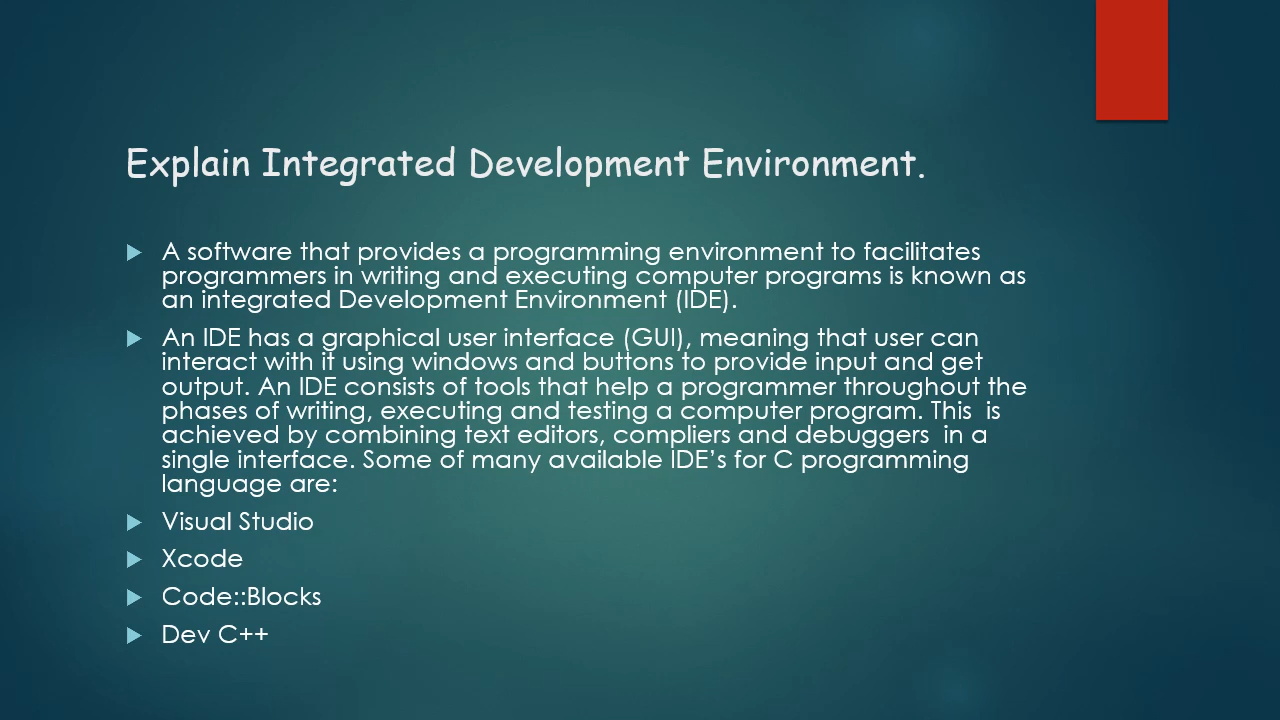 Explain Integrated Development Environment.
A software that provides a programming environment to facilitates
programmers in writing and executing computer programs is known as
an integrated Development Environment (IDE).
An IDE has a graphical user interface (GUI), meaning that user can
interact with it using windows and buttons to provide input and get
output. An IDE consists of tools that help a programmer throughout the
phases of writing, executing and testing a computer program. This  is
achieved by combining text editors, compliers and debuggers  in a
single interface. Some of many available IDE’s for C programming
language are:
Visual Studio
Xcode
Code::Blocks
Dev C++